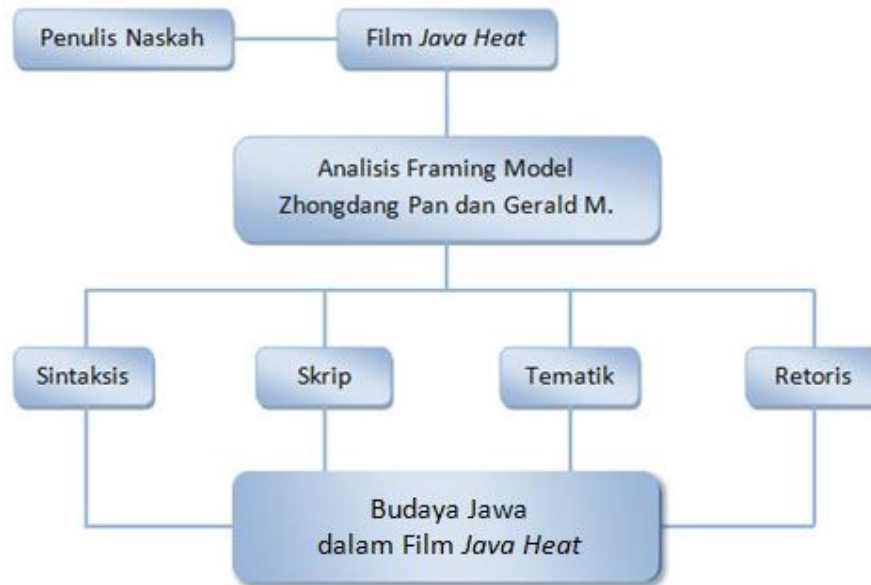 Penulis Naskah
Film Java Heat
Analisis Framing Model
Zhongdang Pan dan Gerald M.
Sintaksis
Skrip
Tematik
Retoris
Budaya Jawa
dalam Film Java Heat